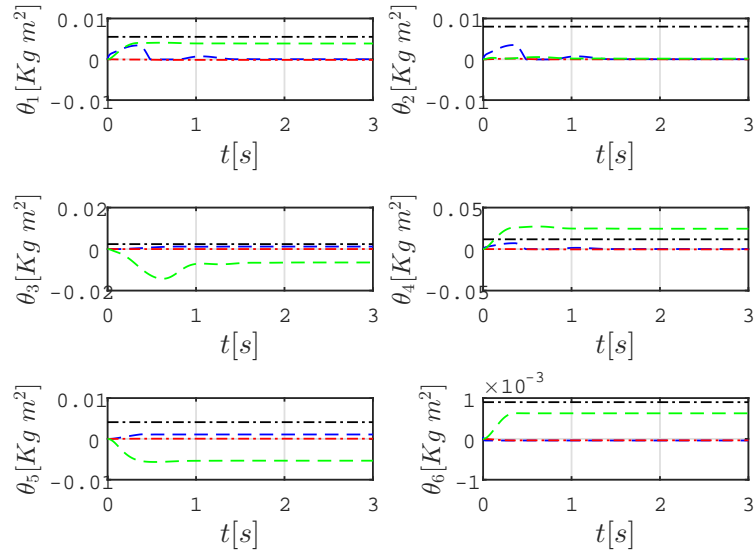 0.01
0
-0.01
θ1[Kg m²]
0 1 2 3
t[s]
0.01
0
-0.01
θ2[Kg m²]
0 1 2 3
t[s]
0.02
0
-0.02
θ3[Kg m²]
0 1 2 3
t[s]
0.05
0
-0.05
θ4[Kg m²]
0 1 2 3
t[s]
0.01
0
-0.01
θ5[Kg m²]
0 1 2 3
t[s]
×10⁻³
1
0
-1
θ6[Kg m²]
0 1 2 3
t[s]